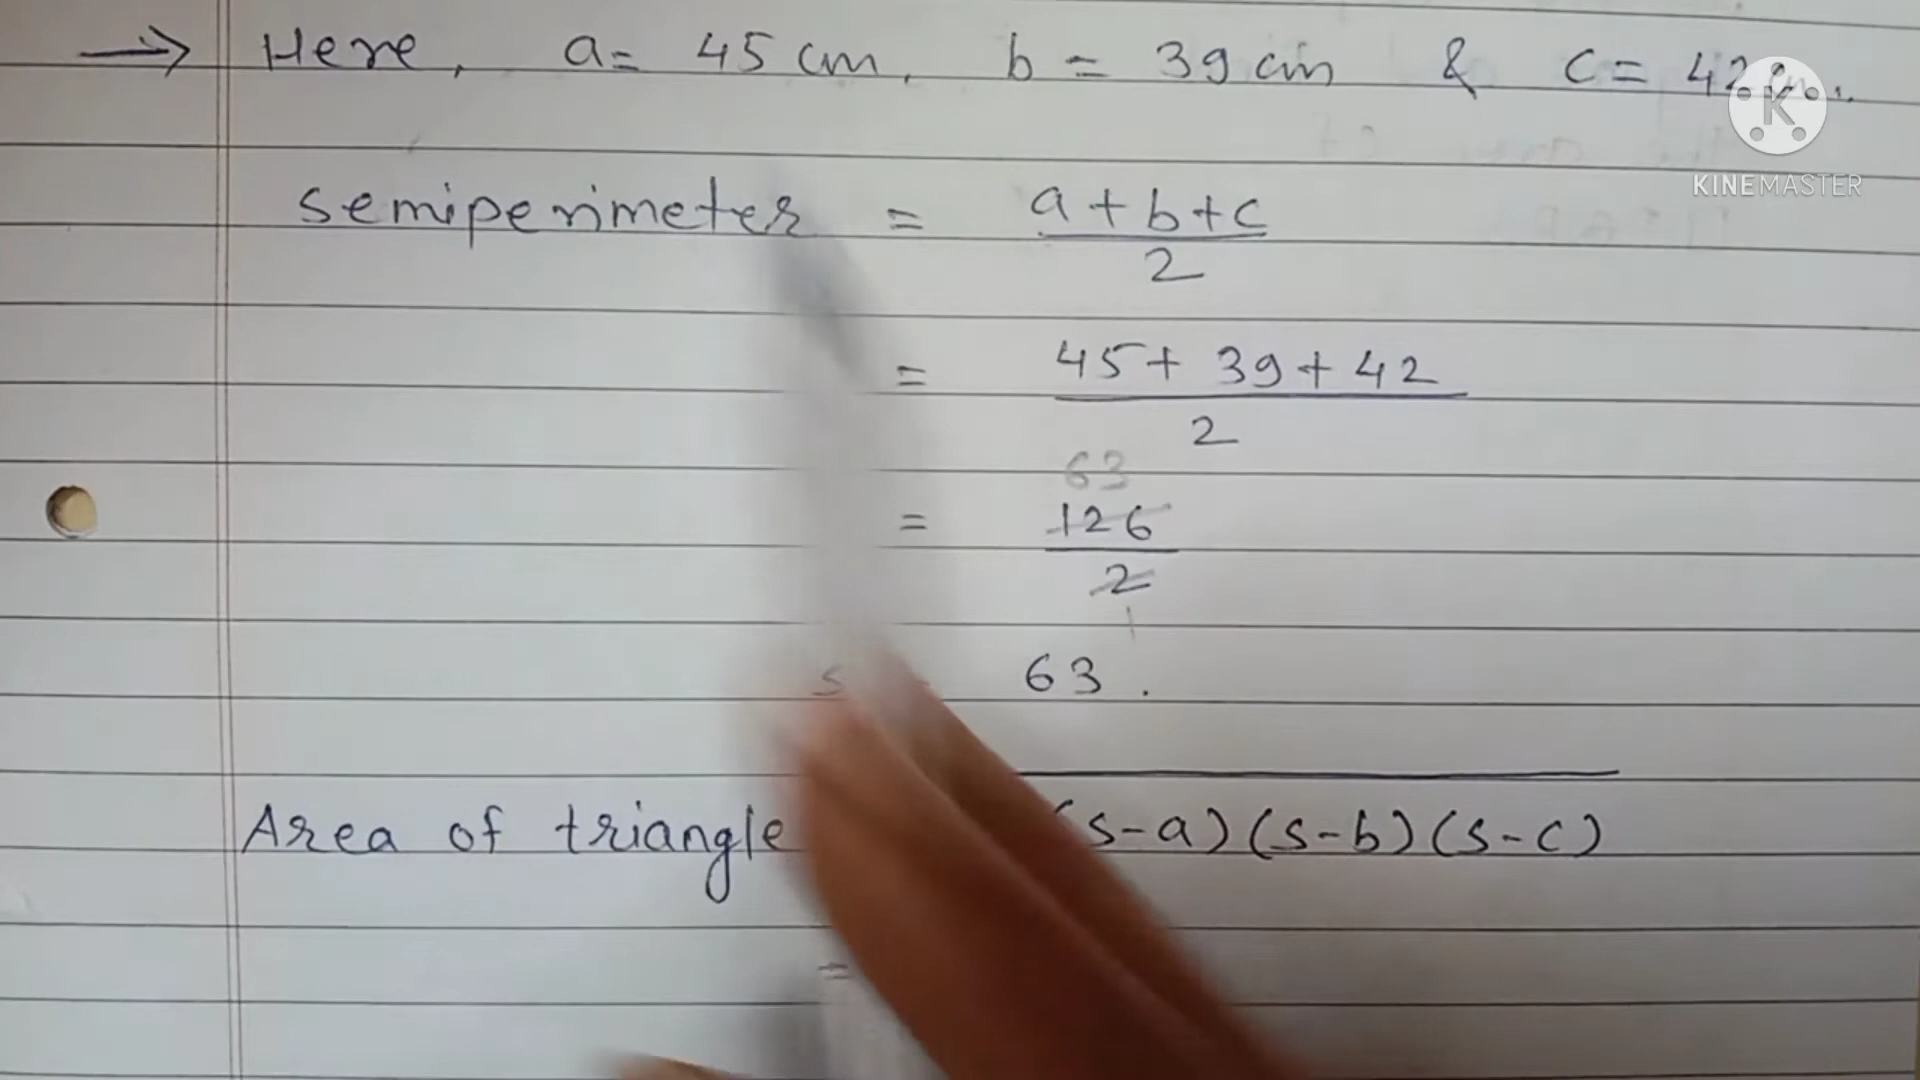 → Here, a= 45 cm, b = 39 cm & c = 42
KINEMASTER
semiperimeter = a+b+c / 2
= 45+ 39+ 42 / 2
63
= 126 / 2
1
s 63.
Area of triangle (s-a)(s-b)(s-c)
=